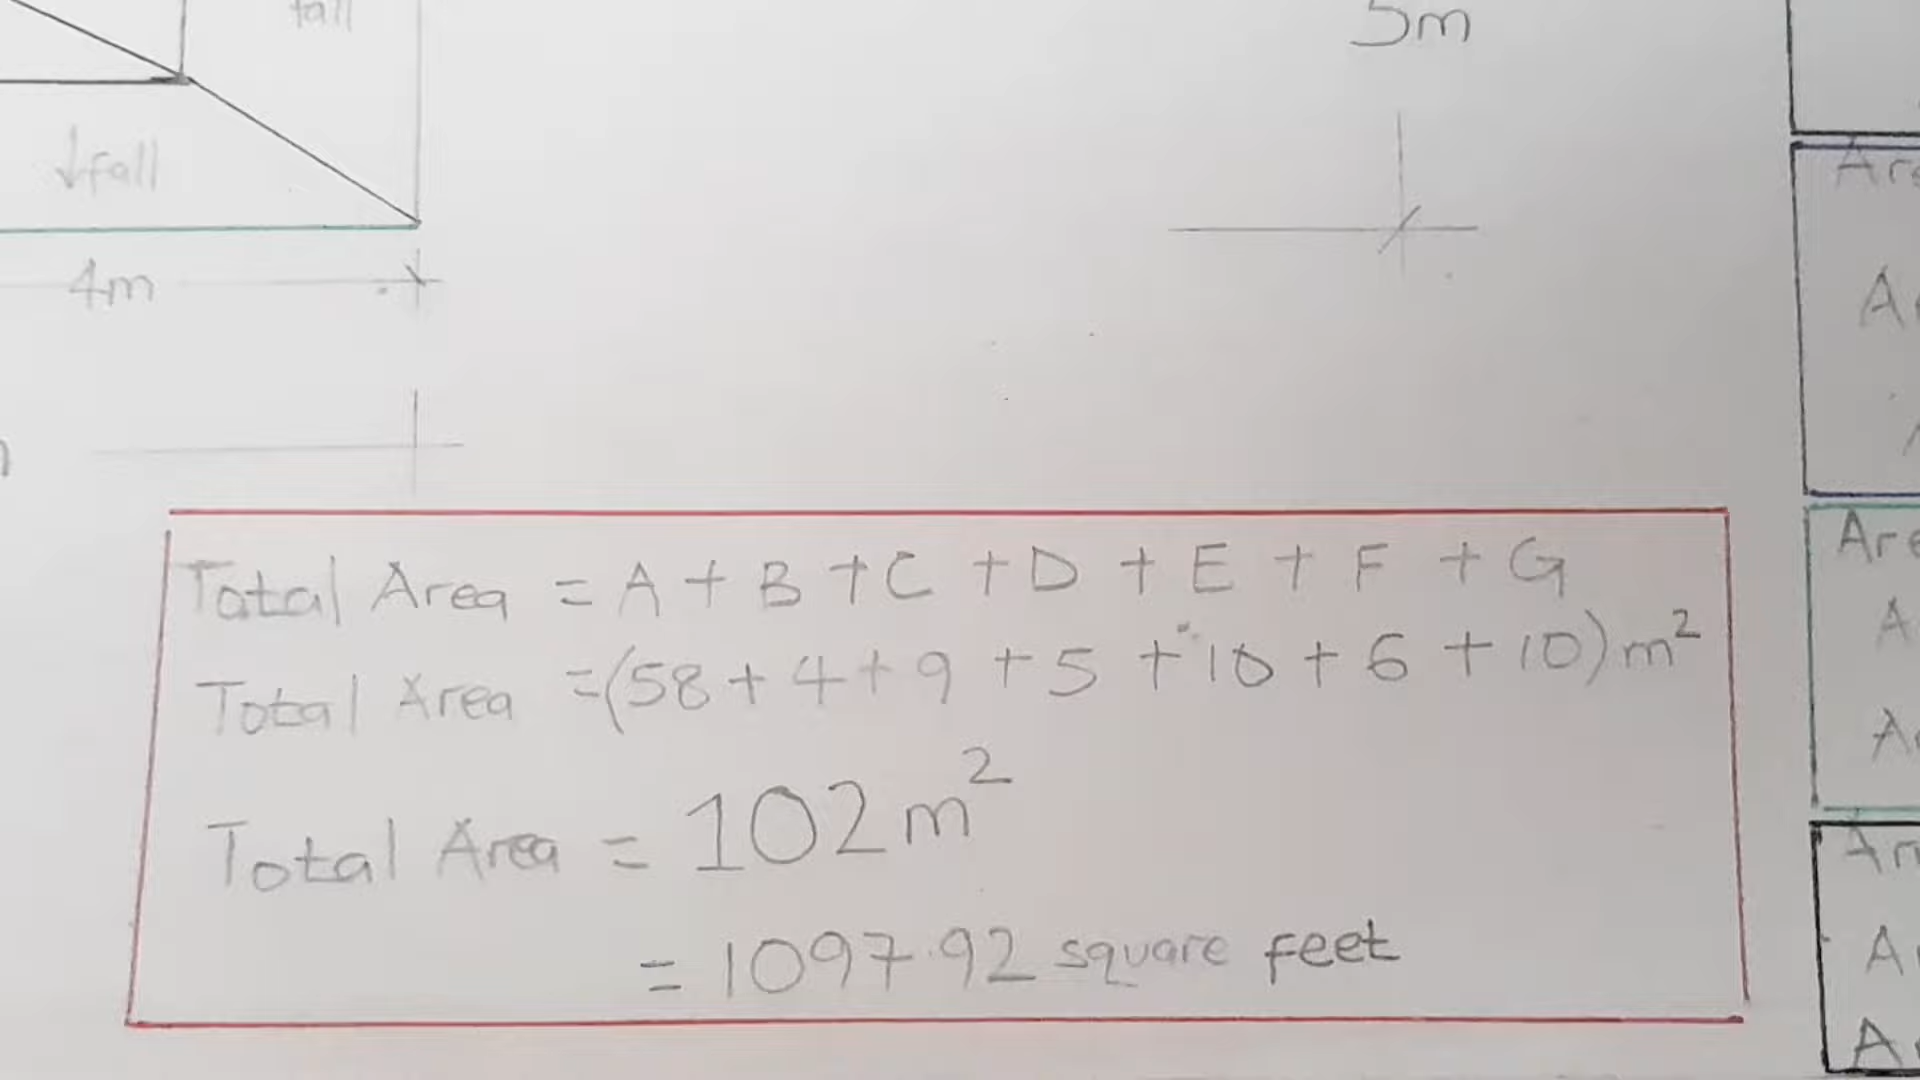 fall
5m
↓fall
4m
Total Area = A + B + C + D + E + F + G
Total Area =(58 + 4 + 9 + 5 + 10 + 6 + 10) m²
Total Area = 102 m²
= 1097.92 square feet